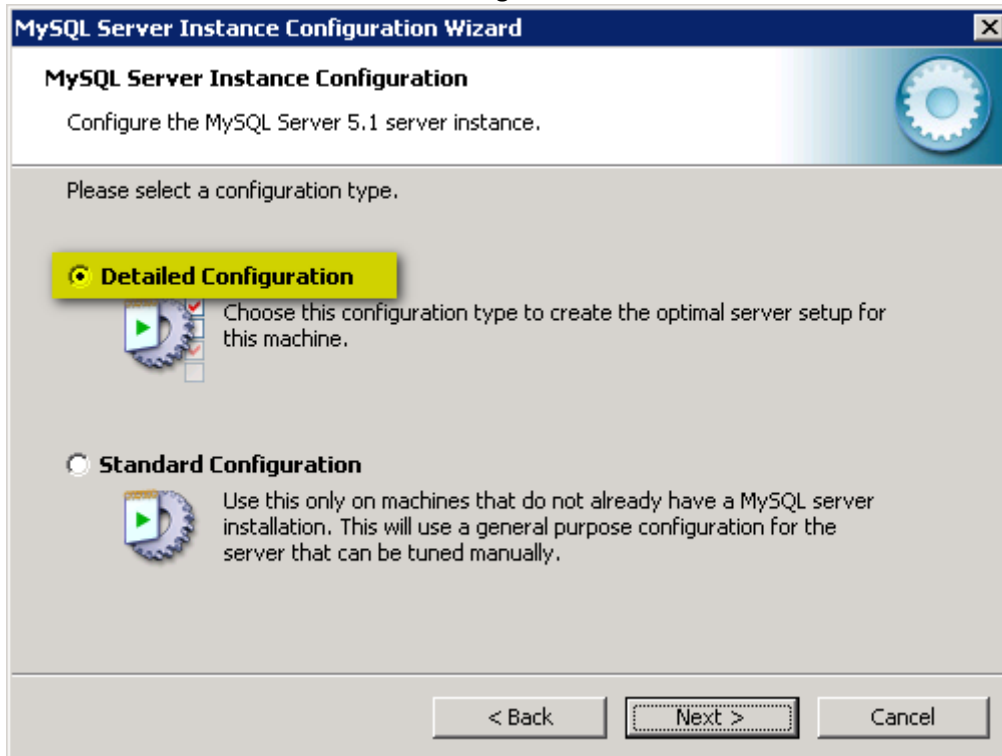 MySQL Server Instance Configuration Wizard
MySQL Server Instance Configuration
Configure the MySQL Server 5.1 server instance.
Please select a configuration type.
Detailed Configuration
Choose this configuration type to create the optimal server setup for
this machine.
Standard Configuration
Use this only on machines that do not already have a MySQL server
installation. This will use a general purpose configuration for the
server that can be tuned manually.
< Back Next > Cancel